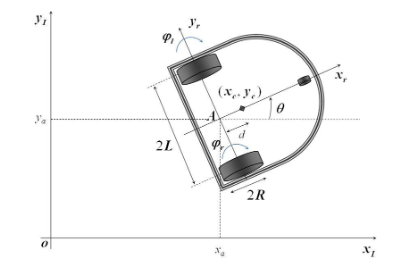 y_I
y_r
φ_l
x_r
(x_c, y_c)
θ
A
y_a
d
φ_r
2L
2R
o
x_a
x_I